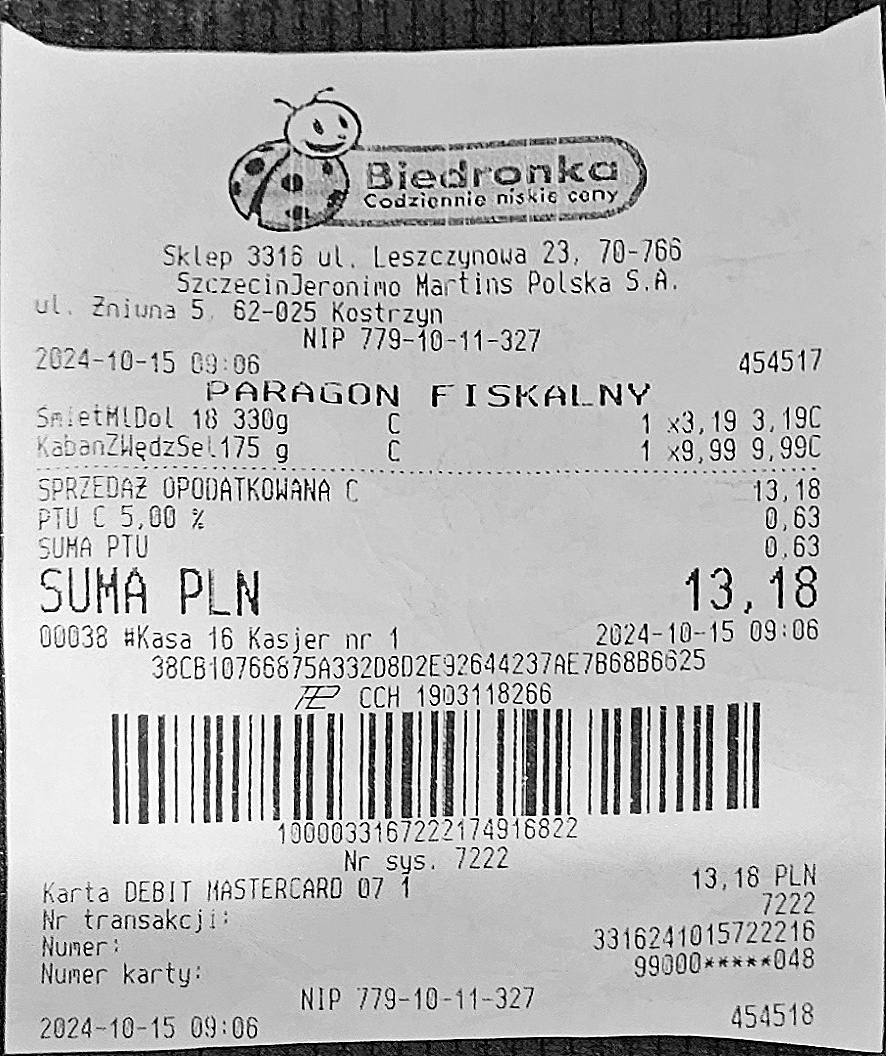 Biedronka
Codziennie niskie ceny
Sklep 3316 ul. Leszczynowa 23, 70-766
SzczecinJeronimo Martins Polska S.A.
ul. Żniwna 5, 62-025 Kostrzyn
NIP 779-10-11-327
2024-10-15 09:06 454517
PARAGON FISKALNY
SmietMlDol 18 330g C 1 x3,19 3,19C
KabanZWędzSel175 g C 1 x9,99 9,99C
SPRZEDAŻ OPODATKOWANA C 13,18
PTU C 5,00 % 0,63
SUMA PTU 0,63
SUMA PLN 13,18
00038 #Kasa 16 Kasjer nr 1 2024-10-15 09:06
38CB10766875A332D8D2E92644237AE7B68B6625
CCH 1903118266
1000033167222174916822
Nr sys. 7222
Karta DEBIT MASTERCARD 07 1 13,18 PLN
Nr transakcji: 7222
Numer: 3316241015722216
Numer karty: 99000*****048
NIP 779-10-11-327
2024-10-15 09:06 454518